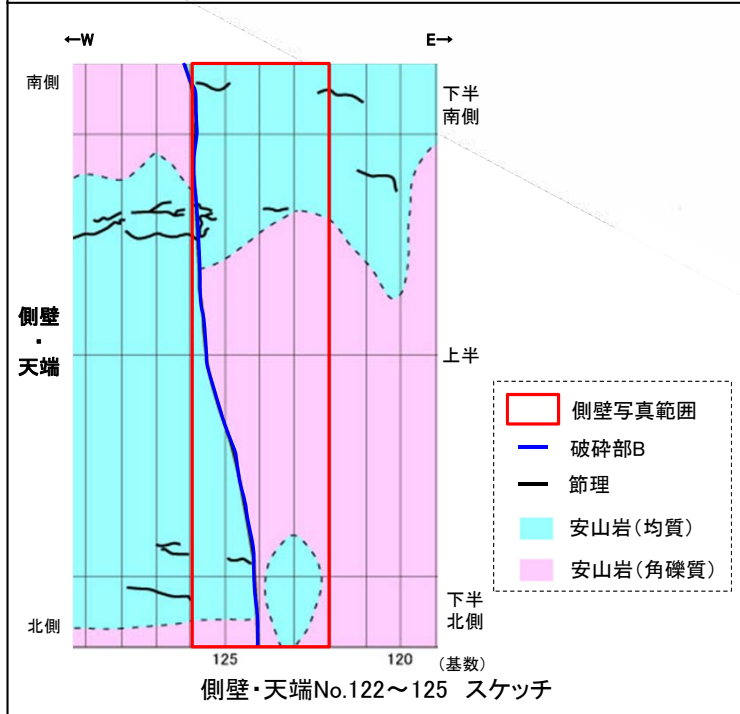 ←W
E→
南側
下半
南側
側壁
・
天端
上半
側壁写真範囲
破砕部B
節理
安山岩(均質)
安山岩(角礫質)
下半
北側
北側
125
120
(基数)
側壁・天端No.122～125 スケッチ